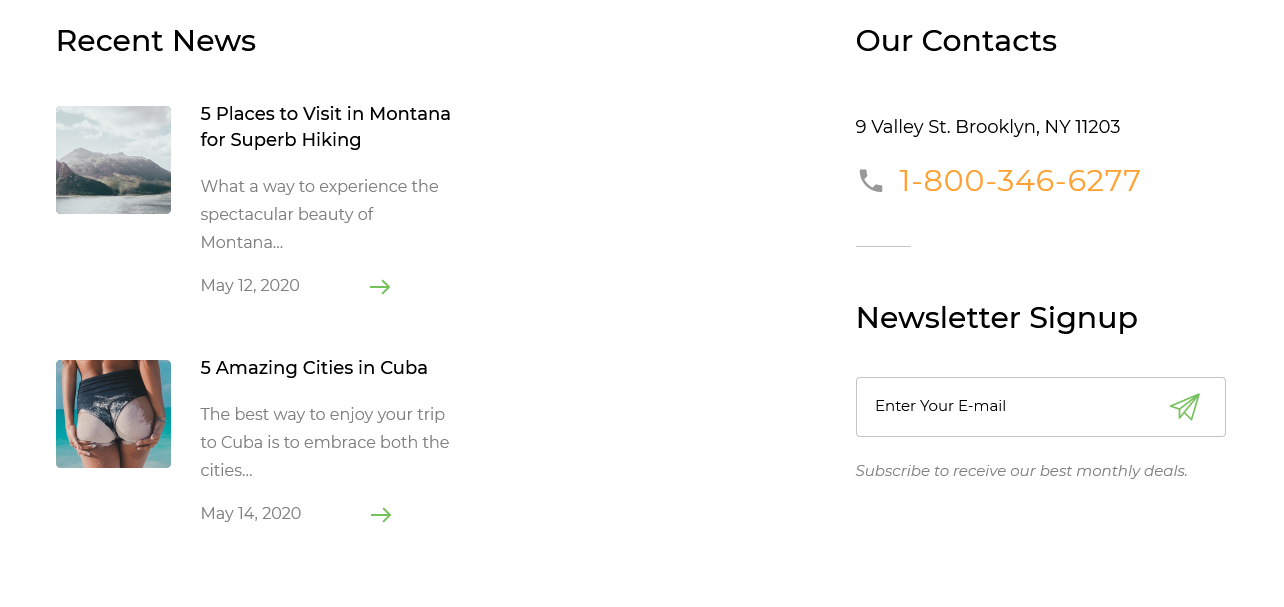 Recent News
5 Places to Visit in Montana
for Superb Hiking
What a way to experience the
spectacular beauty of
Montana...
May 12, 2020
5 Amazing Cities in Cuba
The best way to enjoy your trip
to Cuba is to embrace both the
cities...
May 14, 2020
Our Contacts
9 Valley St. Brooklyn, NY 11203
1-800-346-6277
Newsletter Signup
Enter Your E-mail
Subscribe to receive our best monthly deals.